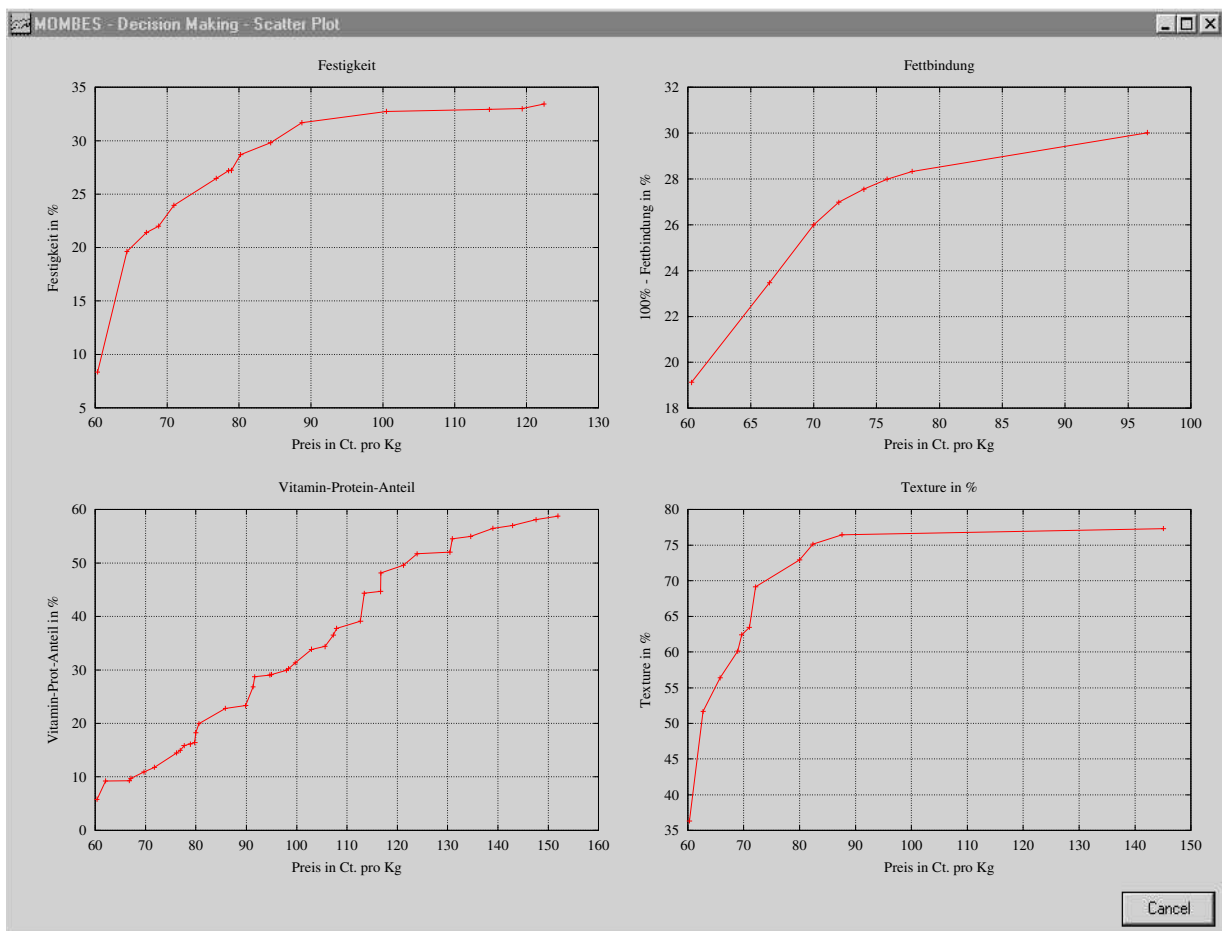 MOMBES - Decision Making - Scatter Plot
Festigkeit
35
30
25
20
15
10
5
Festigkeit in %
60 70 80 90 100 110 120 130
Preis in Ct. pro Kg
Fettbindung
32
30
28
26
24
22
20
18
100% - Fettbindung in %
60 65 70 75 80 85 90 95 100
Preis in Ct. pro Kg
Vitamin-Protein-Anteil
60
50
40
30
20
10
0
Vitamin-Prot-Anteil in %
60 70 80 90 100 110 120 130 140 150 160
Preis in Ct. pro Kg
Texture in %
80
75
70
65
60
55
50
45
40
35
Texture in %
60 70 80 90 100 110 120 130 140 150
Preis in Ct. pro Kg
Cancel